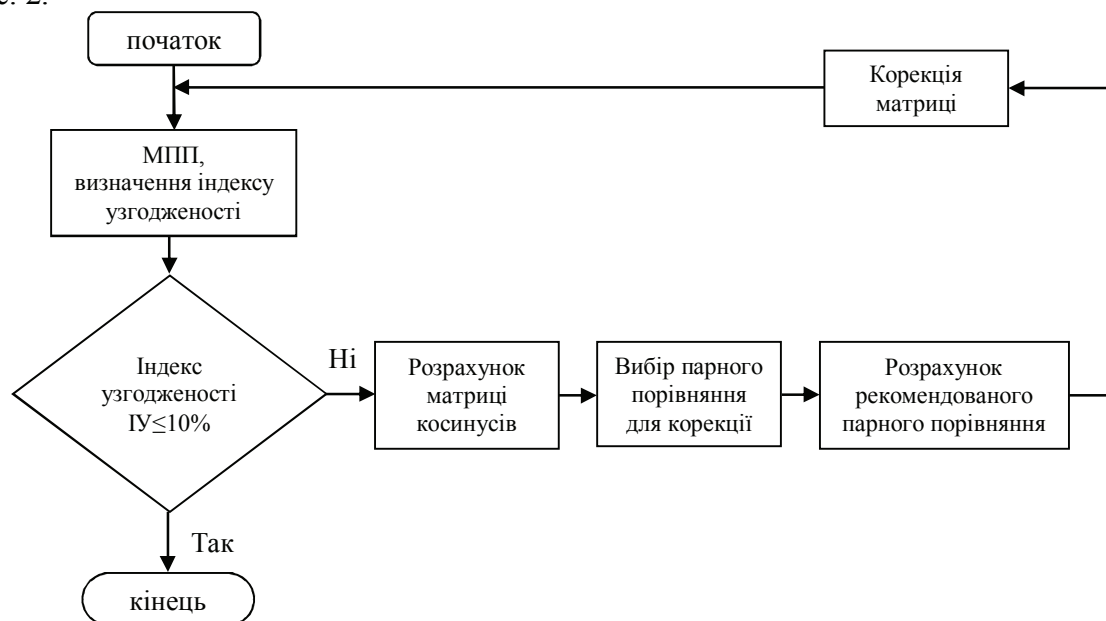 с. 2.
початок
Корекція
матриці
МПП,
визначення індексу
узгодженості
Індекс
узгодженості
ІУ≤10%
Ні
Розрахунок
матриці
косинусів
Вибір парного
порівняння
для корекції
Розрахунок
рекомендованого
парного порівняння
Так
кінець